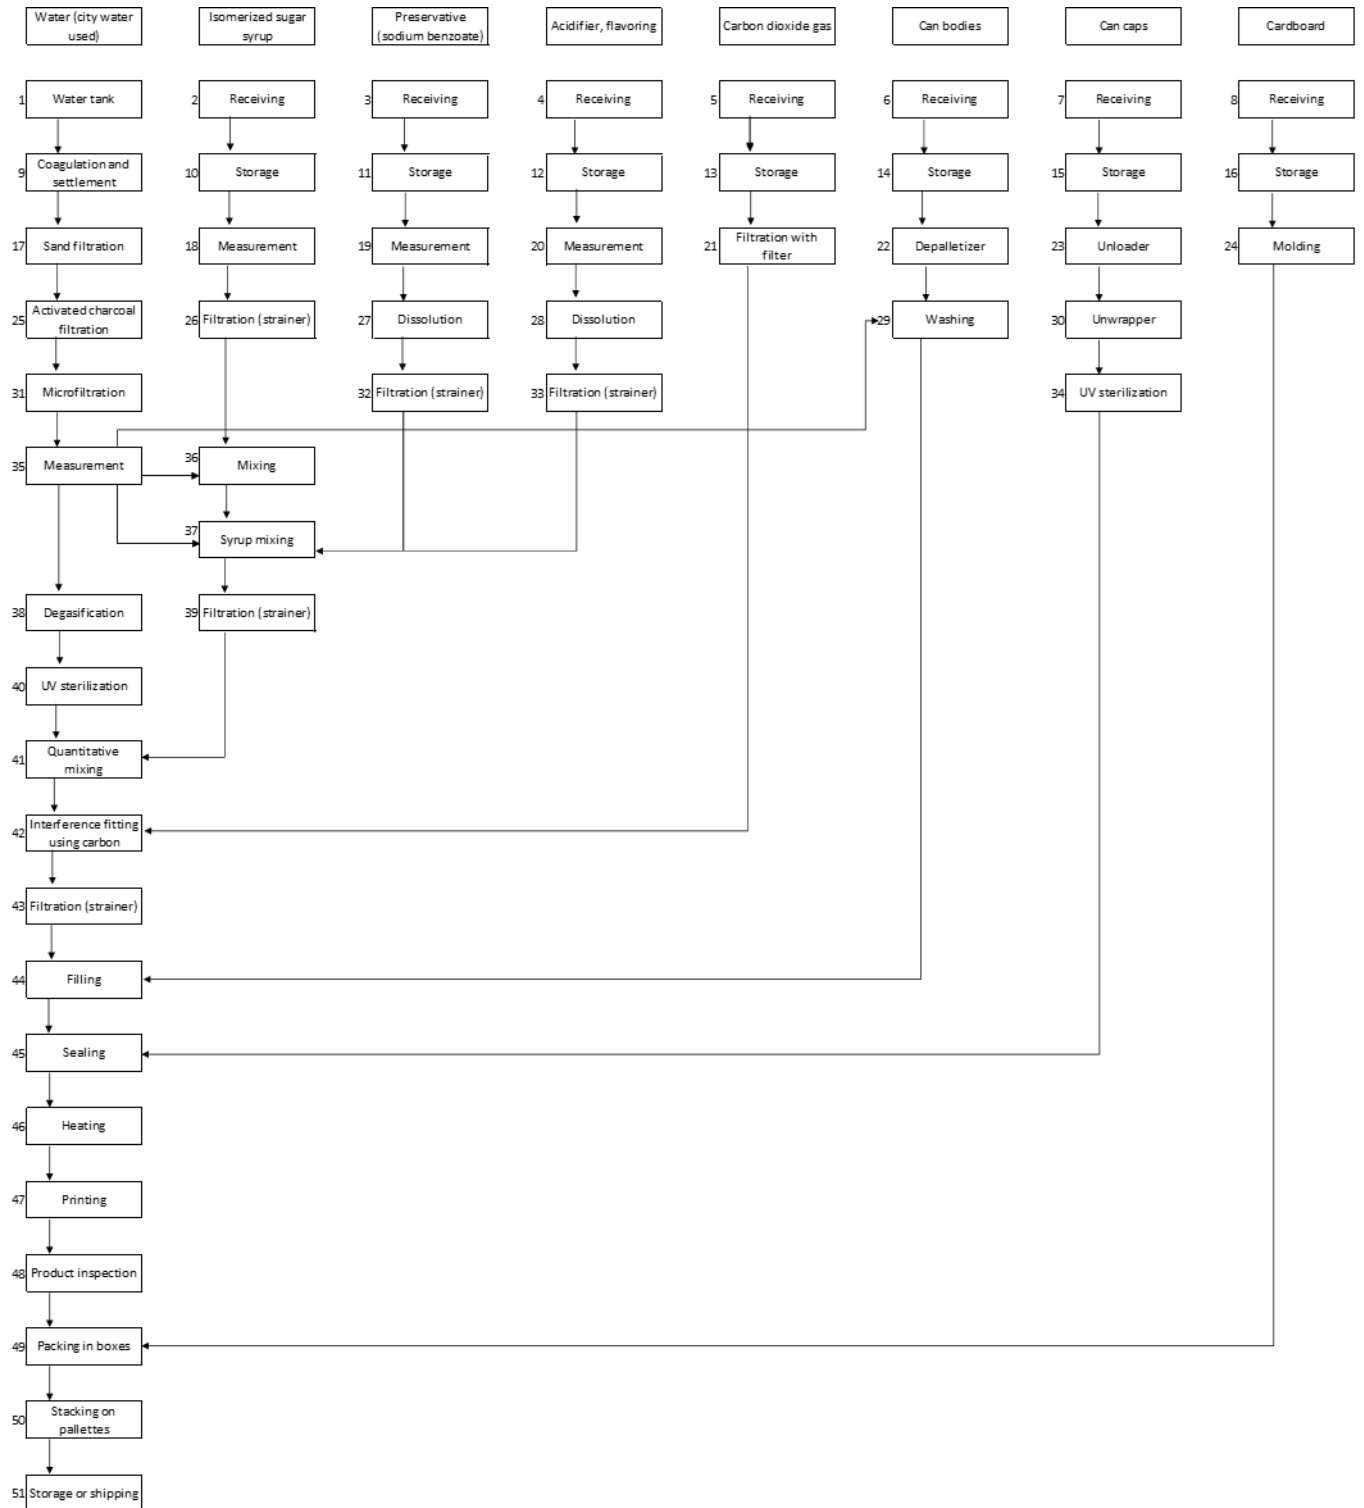 Water (city water
used)
Isomerized sugar
syrup
Preservative
(sodium benzoate)
Acidifier, flavoring
Carbon dioxide gas
Can bodies
Can caps
Cardboard
1 Water tank
2 Receiving
3 Receiving
4 Receiving
5 Receiving
6 Receiving
7 Receiving
8 Receiving
9 Coagulation and
settlement
10 Storage
11 Storage
12 Storage
13 Storage
14 Storage
15 Storage
16 Storage
17 Sand filtration
18 Measurement
19 Measurement
20 Measurement
21 Filtration with
filter
22 Depalletizer
23 Unloader
24 Molding
25 Activated charcoal
filtration
26 Filtration (strainer)
27 Dissolution
28 Dissolution
29 Washing
30 Unwrapper
31 Microfiltration
32 Filtration (strainer)
33 Filtration (strainer)
34 UV sterilization
35 Measurement
36 Mixing
37 Syrup mixing
38 Degasification
39 Filtration (strainer)
40 UV sterilization
41 Quantitative
mixing
42 Interference fitting
using carbon
43 Filtration (strainer)
44 Filling
45 Sealing
46 Heating
47 Printing
48 Product inspection
49 Packing in boxes
50 Stacking on
pallettes
51 Storage or shipping